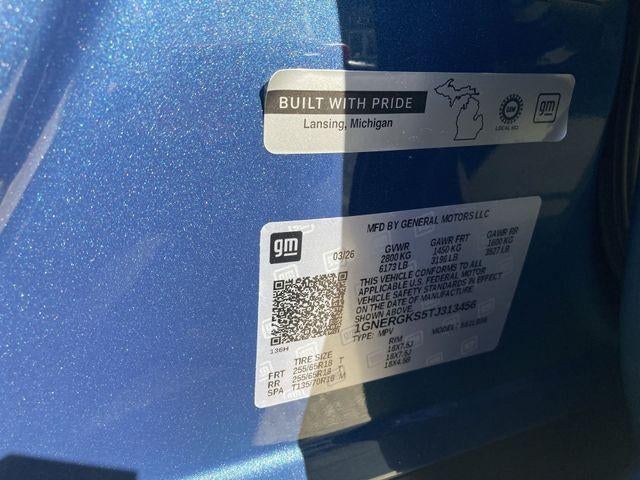 BUILT WITH PRIDE
Lansing, Michigan
UAW
LOCAL 602
gm
gm
MFD BY GENERAL MOTORS LLC
03/26
GVWR GAWR FRT GAWR RR
2800 KG 1450 KG 1600 KG
6173 LB 3196 LB 3527 LB
THIS VEHICLE CONFORMS TO ALL
APPLICABLE U.S. FEDERAL MOTOR
VEHICLE SAFETY STANDARDS IN EFFECT
ON THE DATE OF MANUFACTURE
SHOWN ABOVE.
1GNERGKS5TJ313456
TYPE: MPV MODEL:
136H
TIRE SIZE RIM
FRT 255/65R18 T 18X7.5J
RR 255/65R18 T 18X7.5J
SPA T135/70R18 M 18X4.5B